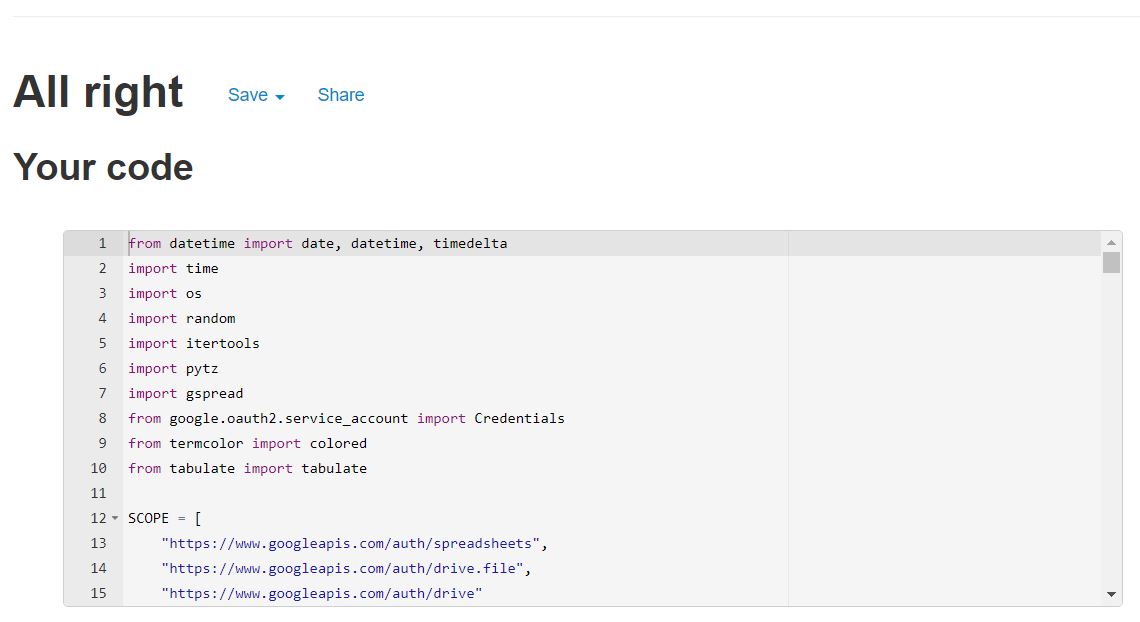 All right Save Share
Your code
1 from datetime import date, datetime, timedelta
2 import time
3 import os
4 import random
5 import itertools
6 import pytz
7 import gspread
8 from google.oauth2.service_account import Credentials
9 from termcolor import colored
10 from tabulate import tabulate
11
12 SCOPE = [
13     "https://www.googleapis.com/auth/spreadsheets",
14     "https://www.googleapis.com/auth/drive.file",
15     "https://www.googleapis.com/auth/drive"